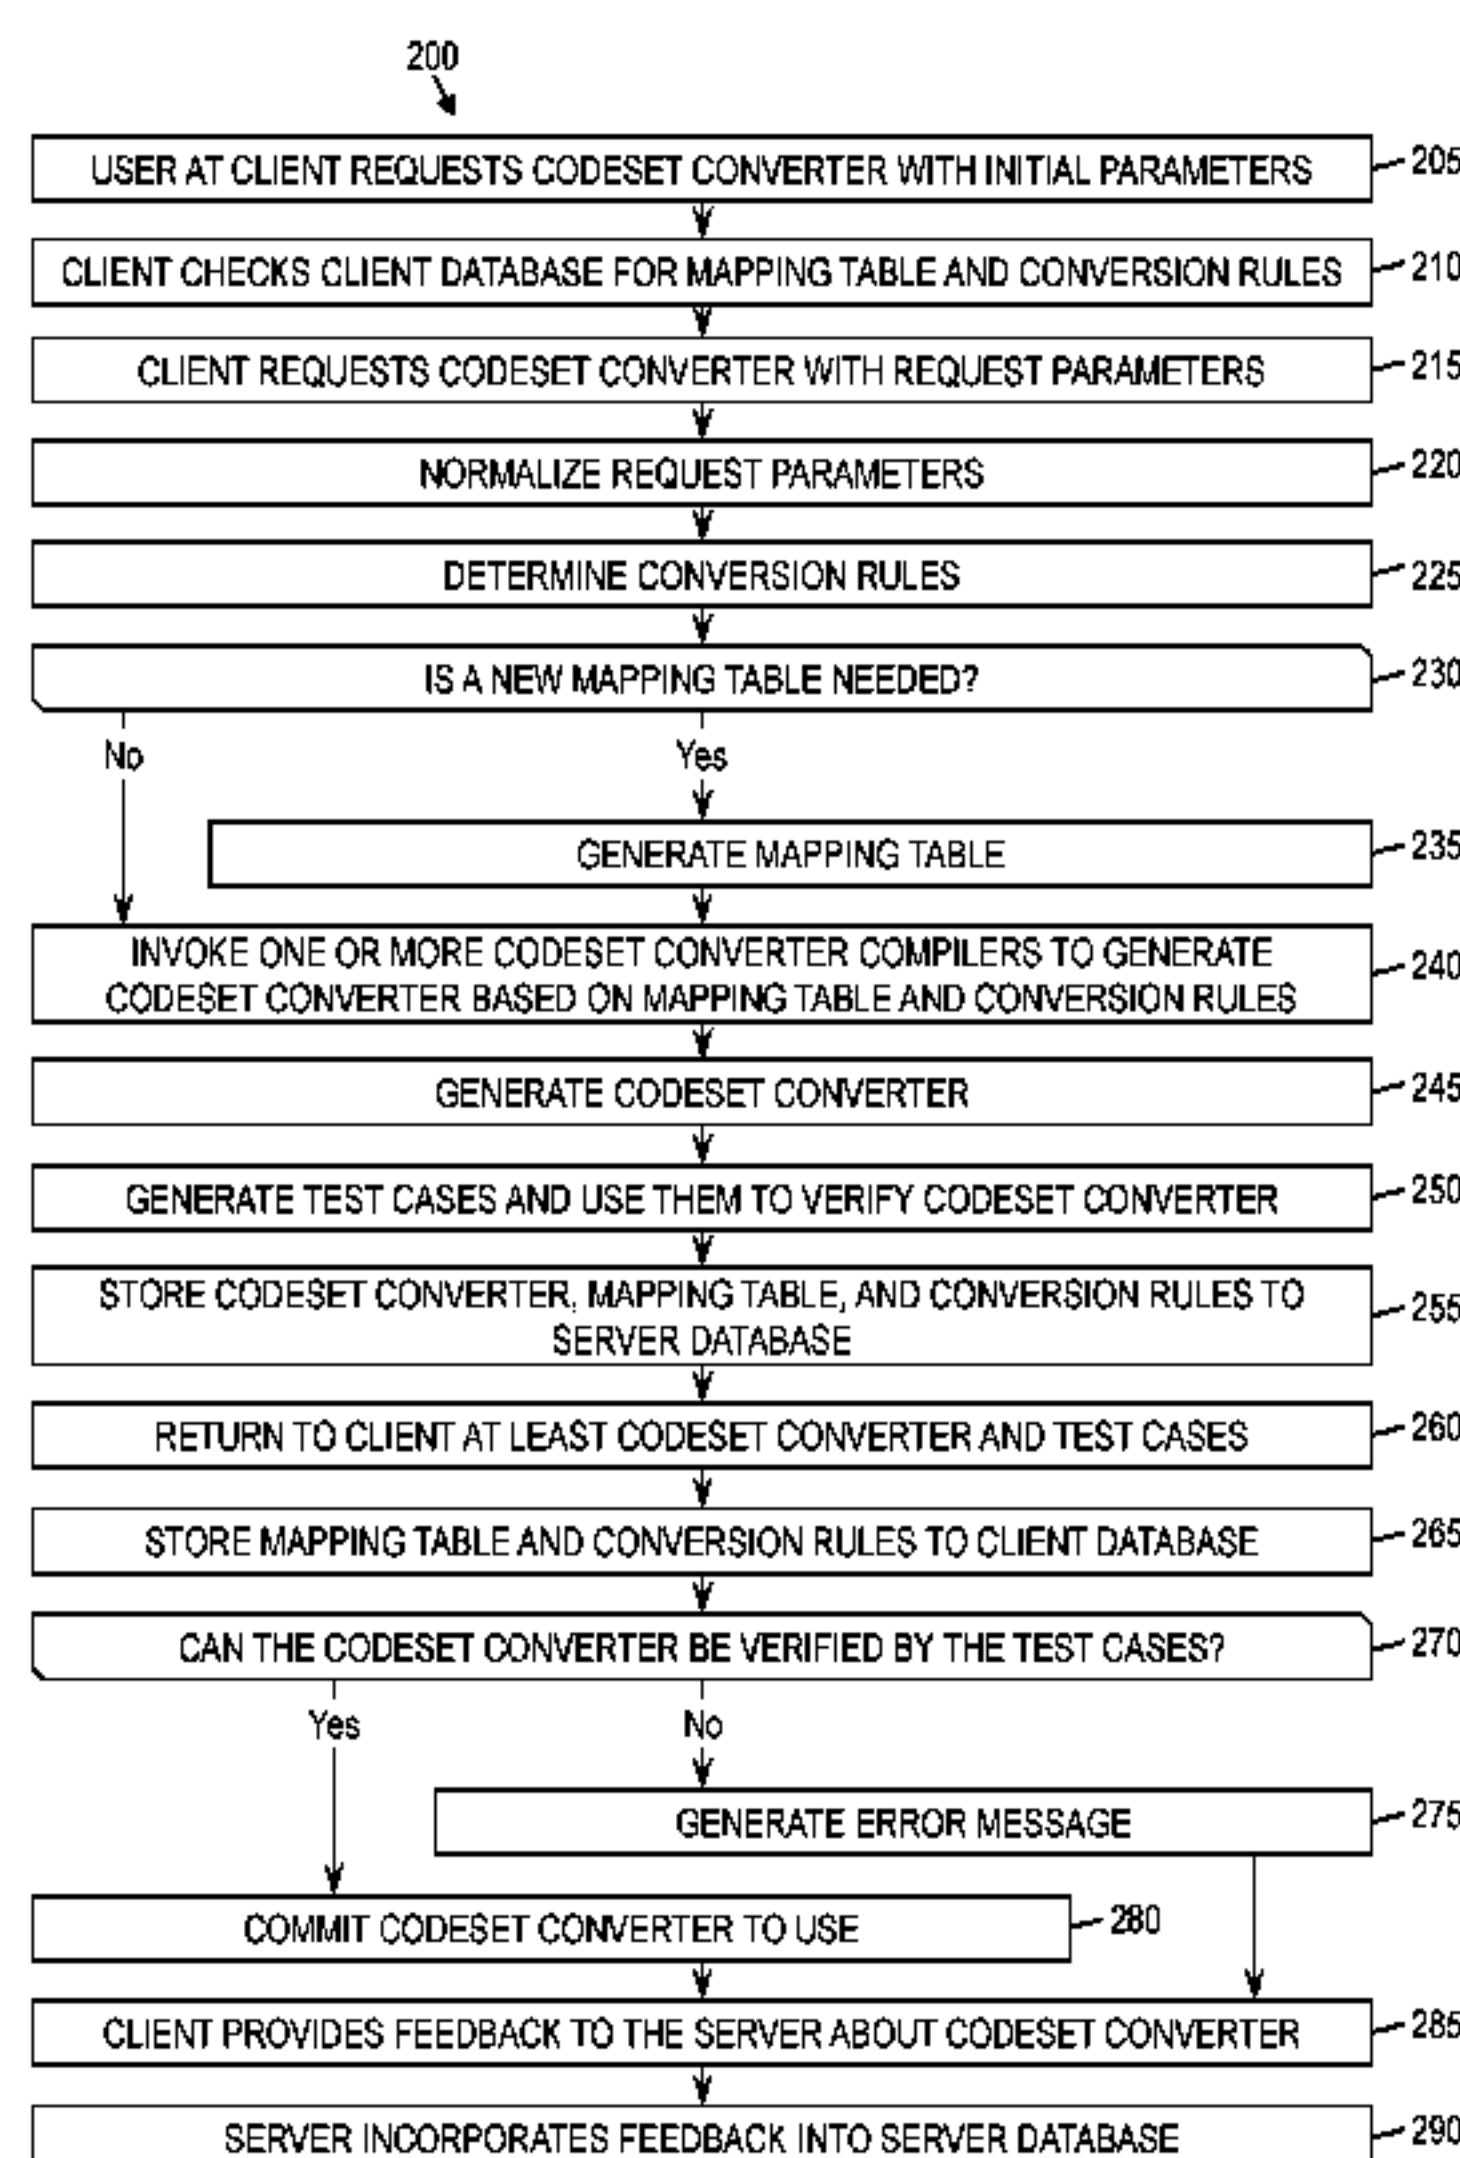 200
USER AT CLIENT REQUESTS CODESET CONVERTER WITH INITIAL PARAMETERS
205
CLIENT CHECKS CLIENT DATABASE FOR MAPPING TABLE AND CONVERSION RULES
210
CLIENT REQUESTS CODESET CONVERTER WITH REQUEST PARAMETERS
215
NORMALIZE REQUEST PARAMETERS
220
DETERMINE CONVERSION RULES
225
IS A NEW MAPPING TABLE NEEDED?
230
No
Yes
GENERATE MAPPING TABLE
235
INVOKE ONE OR MORE CODESET CONVERTER COMPILERS TO GENERATE
CODESET CONVERTER BASED ON MAPPING TABLE AND CONVERSION RULES
240
GENERATE CODESET CONVERTER
245
GENERATE TEST CASES AND USE THEM TO VERIFY CODESET CONVERTER
250
STORE CODESET CONVERTER, MAPPING TABLE, AND CONVERSION RULES TO
SERVER DATABASE
255
RETURN TO CLIENT AT LEAST CODESET CONVERTER AND TEST CASES
260
STORE MAPPING TABLE AND CONVERSION RULES TO CLIENT DATABASE
265
CAN THE CODESET CONVERTER BE VERIFIED BY THE TEST CASES?
270
Yes
No
GENERATE ERROR MESSAGE
275
COMMIT CODESET CONVERTER TO USE
280
CLIENT PROVIDES FEEDBACK TO THE SERVER ABOUT CODESET CONVERTER
285
SERVER INCORPORATES FEEDBACK INTO SERVER DATABASE
290